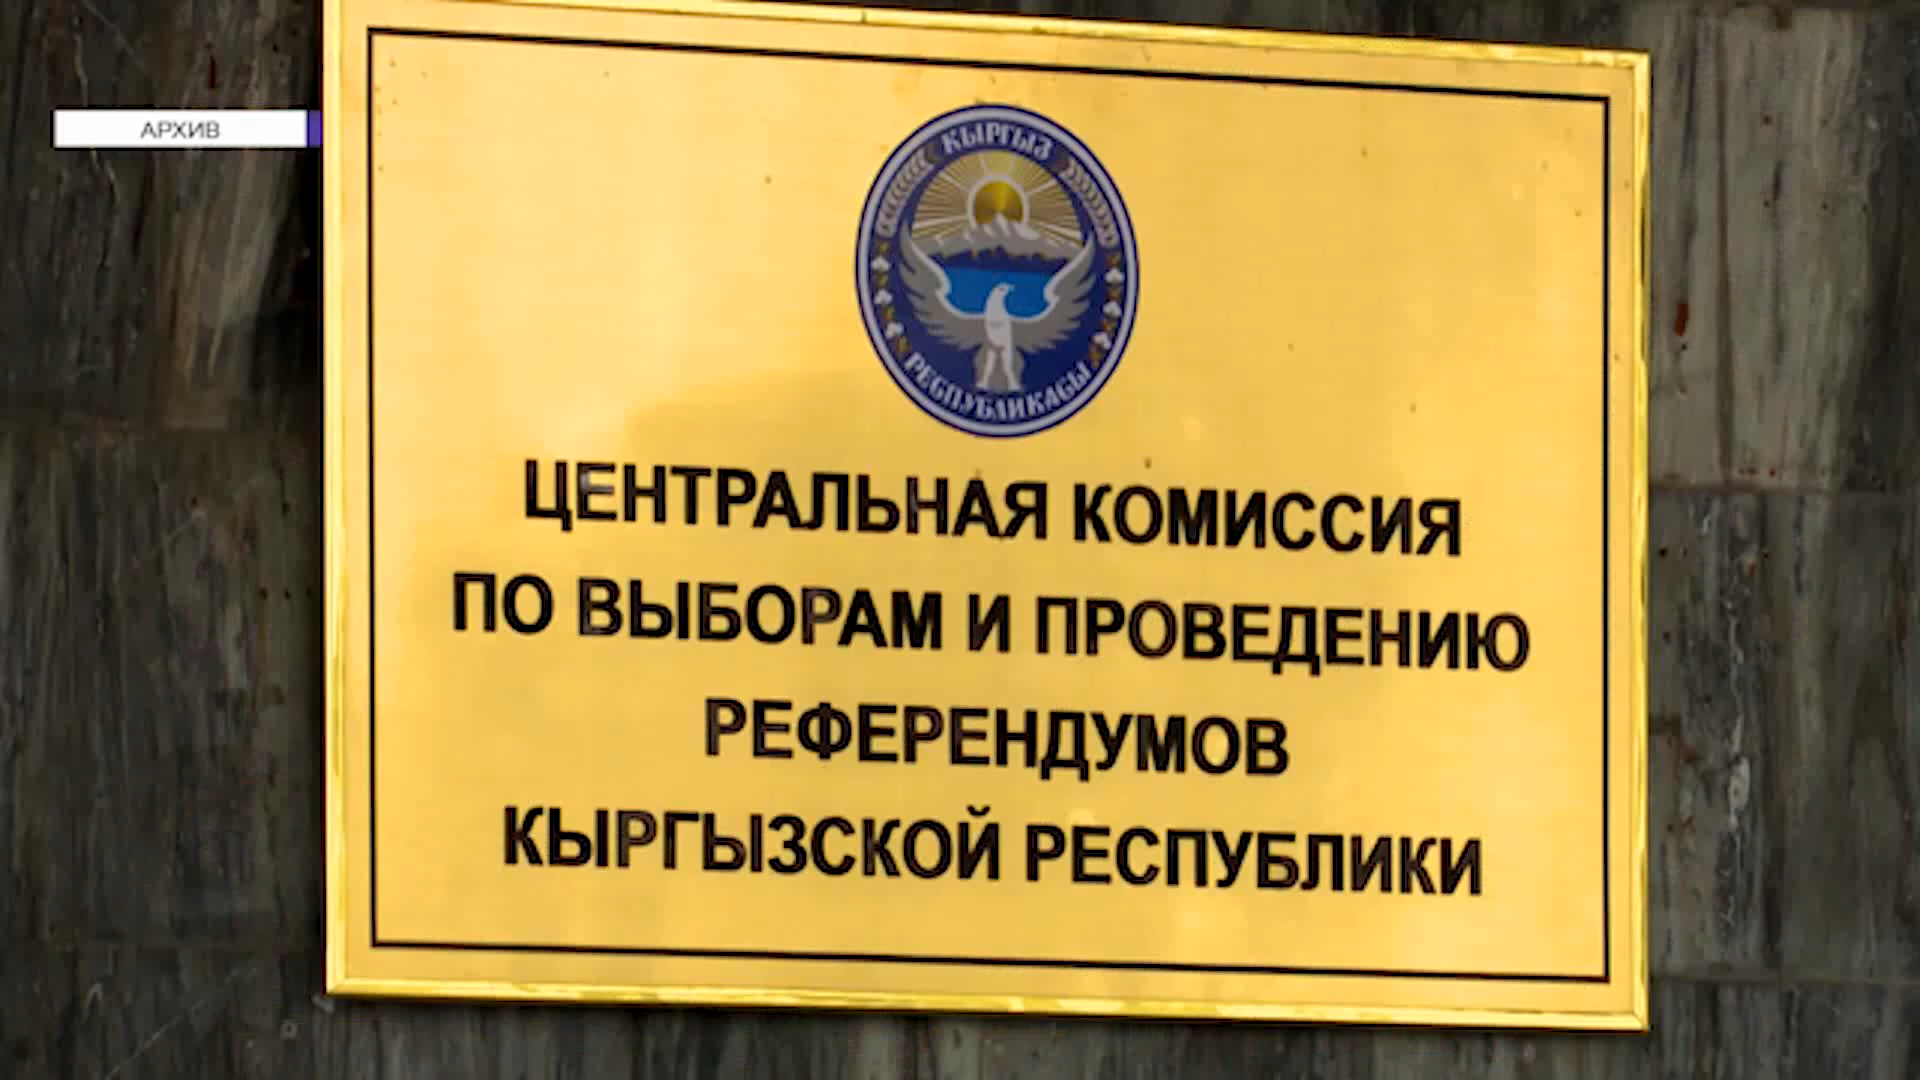 АРХИВ
КЫРГЫЗ
РЕСПУБЛИКАСЫ
ЦЕНТРАЛЬНАЯ КОМИССИЯ
ПО ВЫБОРАМ И ПРОВЕДЕНИЮ
РЕФЕРЕНДУМОВ
КЫРГЫЗСКОЙ РЕСПУБЛИКИ